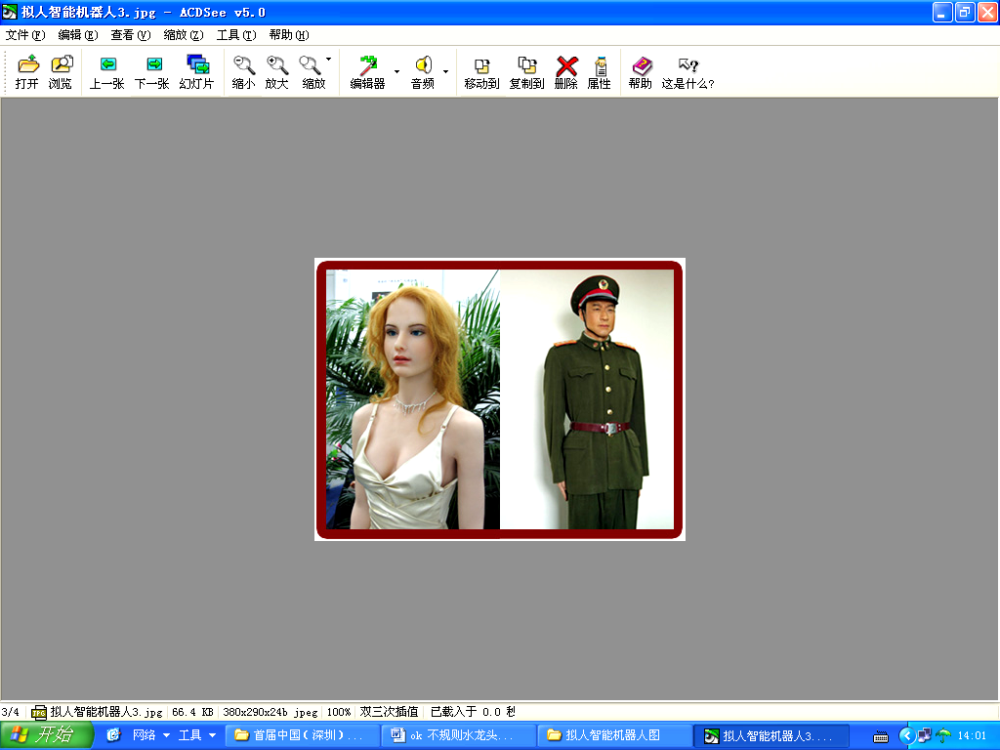 拟人智能机器人3.jpg - ACDSee v5.0
文件(F) 编辑(E) 查看(V) 缩放(Z) 工具(T) 帮助(H)
打开 浏览 上一张 下一张 幻灯片 缩小 放大 缩放 编辑器 音频 移动到 复制到 删除 属性 帮助 这是什么?
3/4 拟人智能机器人3.jpg 66.4 KB 380x290x24b jpeg 100% 双三次插值 已载入于 0.0 秒
开始 网络 工具 首届中国(深圳)... ok 不规则水龙头... 拟人智能机器人图 拟人智能机器人3.... 14:01